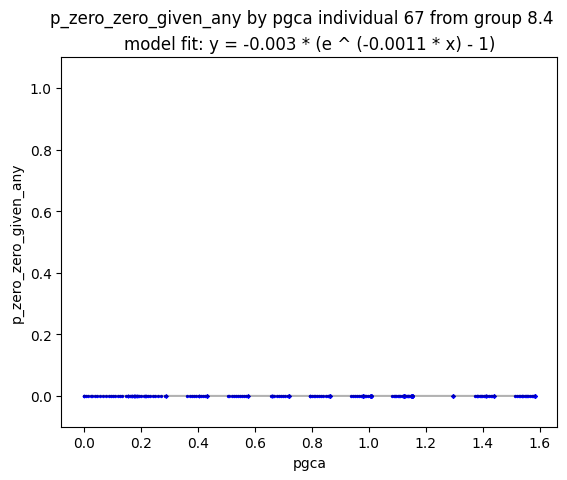 p_zero_zero_given_any by pgca individual 67 from group 8.4
model fit: y = -0.003 * (e ^ (-0.0011 * x) - 1)
1.0
0.8
0.6
0.4
0.2
0.0
p_zero_zero_given_any
0.0 0.2 0.4 0.6 0.8 1.0 1.2 1.4 1.6
pgca